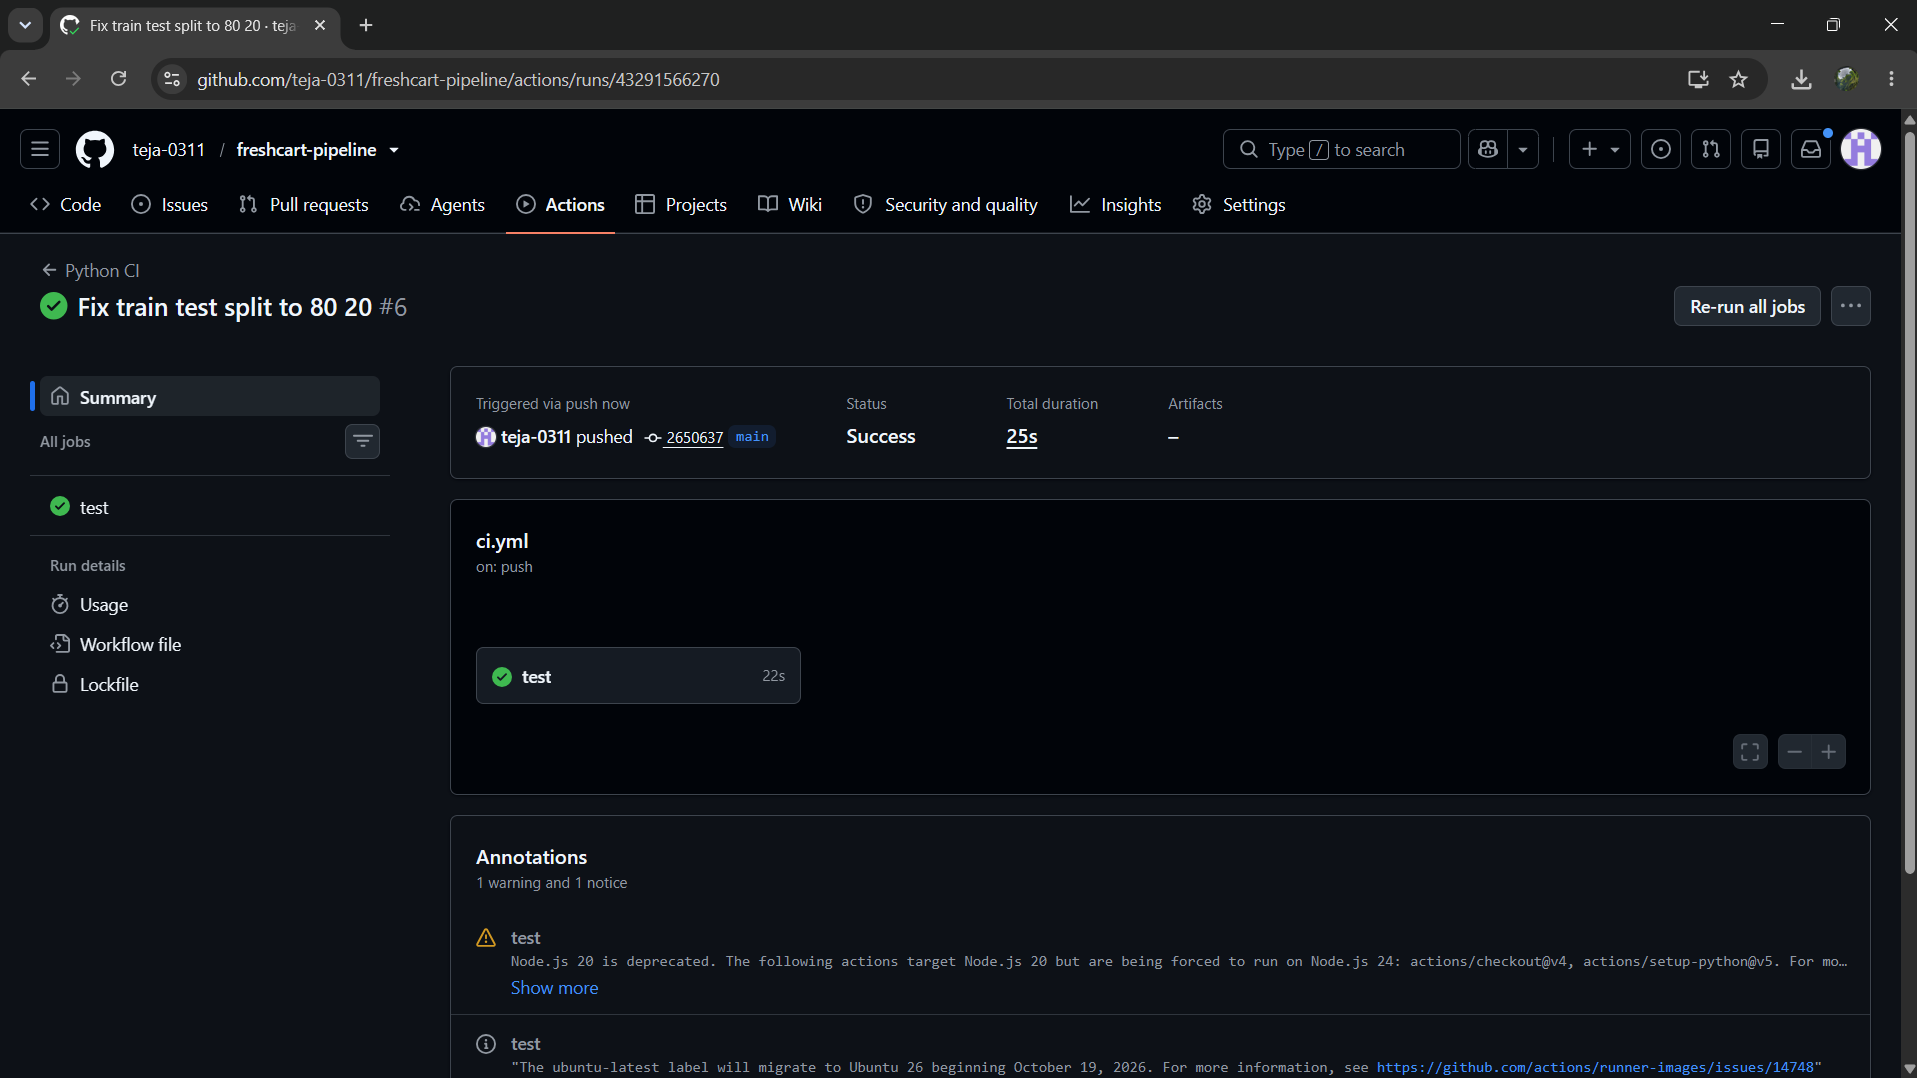 Fix train test split to 80 20 · teja
github.com/teja-0311/freshcart-pipeline/actions/runs/43291566270
teja-0311 / freshcart-pipeline
Type / to search
Code Issues Pull requests Agents Actions Projects Wiki Security and quality Insights Settings
Python CI
Fix train test split to 80 20 #6
Re-run all jobs
Summary
All jobs
test
Run details
Usage
Workflow file
Lockfile
Triggered via push now Status Total duration Artifacts
teja-0311 pushed 2650637 main Success 25s –
ci.yml
on: push
test 22s
Annotations
1 warning and 1 notice
test
Node.js 20 is deprecated. The following actions target Node.js 20 but are being forced to run on Node.js 24: actions/checkout@v4, actions/setup-python@v5. For mo…
Show more
test
"The ubuntu-latest label will migrate to Ubuntu 26 beginning October 19, 2026. For more information, see https://github.com/actions/runner-images/issues/14748"